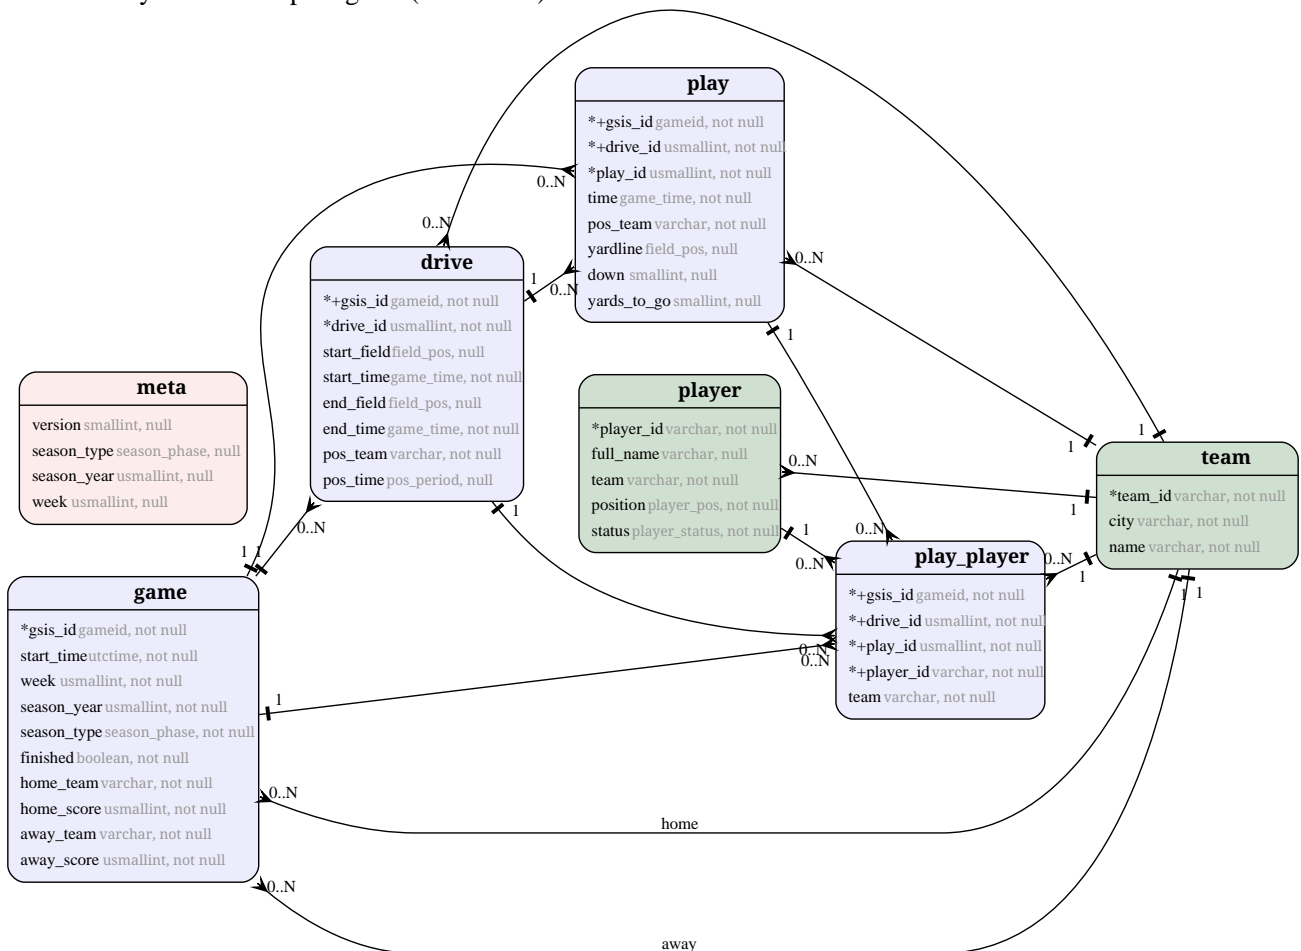 play
*+gsis_id gameid, not null
*+drive_id usmallint, not null
*play_id usmallint, not null
time game_time, not null
pos_team varchar, not null
yardline field_pos, null
down smallint, null
yards_to_go smallint, null
0..N
0..N
0..N
0..N
1
1
drive
*+gsis_id gameid, not null
*drive_id usmallint, not null
start_field field_pos, null
start_time game_time, not null
end_field field_pos, null
end_time game_time, not null
pos_team varchar, not null
pos_time pos_period, null
0..N
1
meta
version smallint, null
season_type season_phase, null
season_year usmallint, null
week usmallint, null
player
*player_id varchar, not null
full_name varchar, null
team varchar, not null
position player_pos, not null
status player_status, not null
0..N
1
0..N
0..N
0..N
1
1
1
1
team
*team_id varchar, not null
city varchar, not null
name varchar, not null
1
1
play_player
*+gsis_id gameid, not null
*+drive_id usmallint, not null
*+play_id usmallint, not null
*+player_id varchar, not null
team varchar, not null
0..N
0..N
1
1
game
*gsis_id gameid, not null
start_time utctime, not null
week usmallint, not null
season_year usmallint, not null
season_type season_phase, not null
finished boolean, not null
home_team varchar, not null
home_score usmallint, not null
away_team varchar, not null
away_score usmallint, not null
1
0..N
home
0..N
away